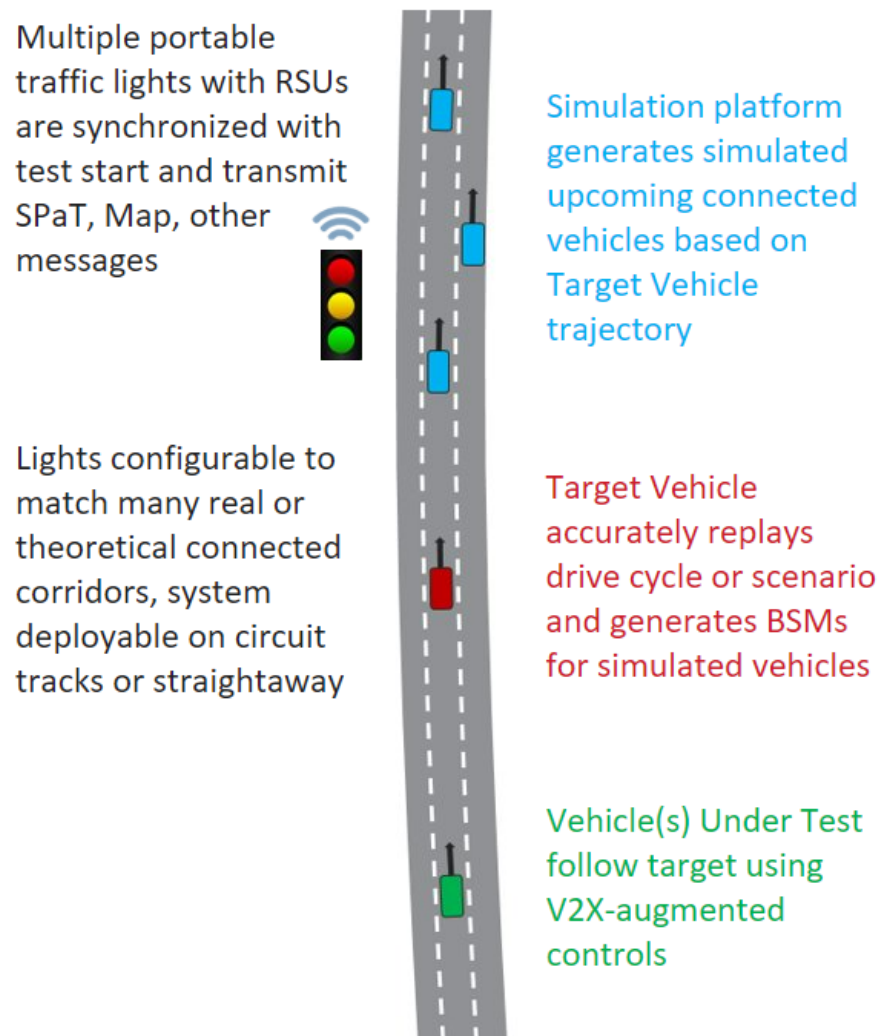 Multiple portable
traffic lights with RSUs
are synchronized with
test start and transmit
SPaT, Map, other
messages
Lights configurable to
match many real or
theoretical connected
corridors, system
deployable on circuit
tracks or straightaway
Simulation platform
generates simulated
upcoming connected
vehicles based on
Target Vehicle
trajectory
Target Vehicle
accurately replays
drive cycle or scenario
and generates BSMs
for simulated vehicles
Vehicle(s) Under Test
follow target using
V2X-augmented
controls